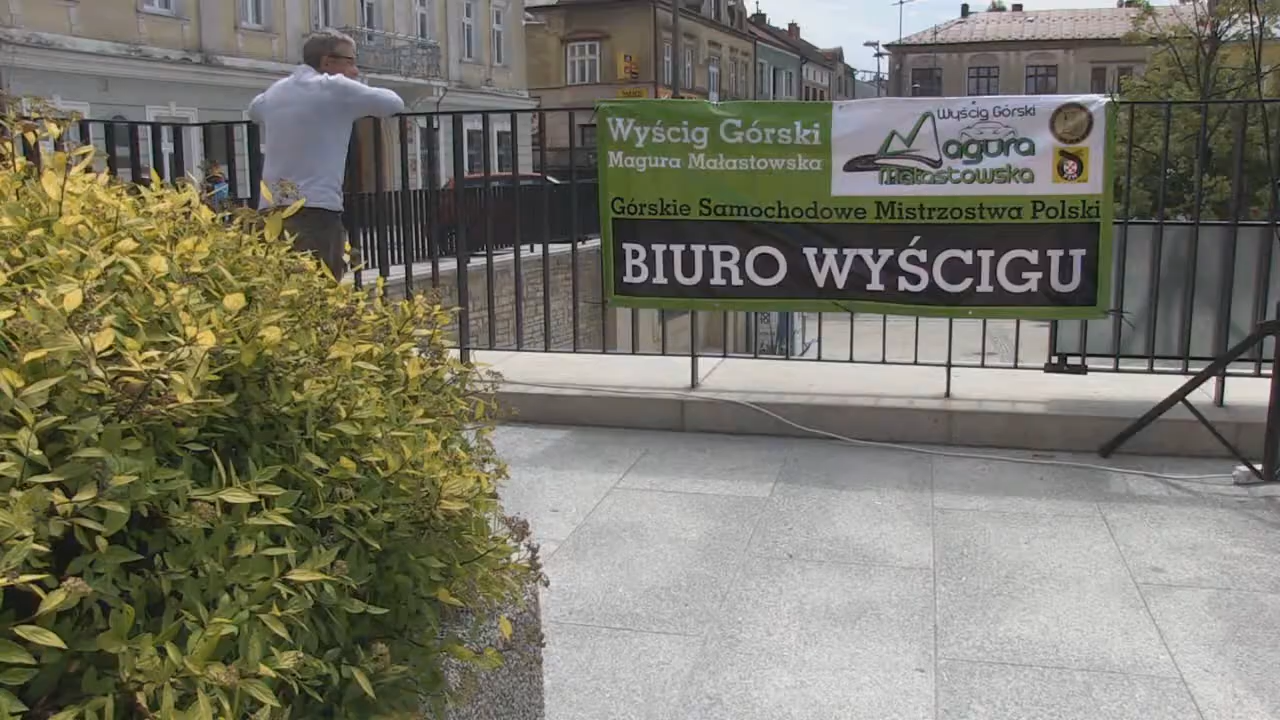 Wyścig Górski
Magura Małastowska
Wyścig Górski
Magura
Małastowska
Górskie Samochodowe Mistrzostwa Polski
BIURO WYŚCIGU